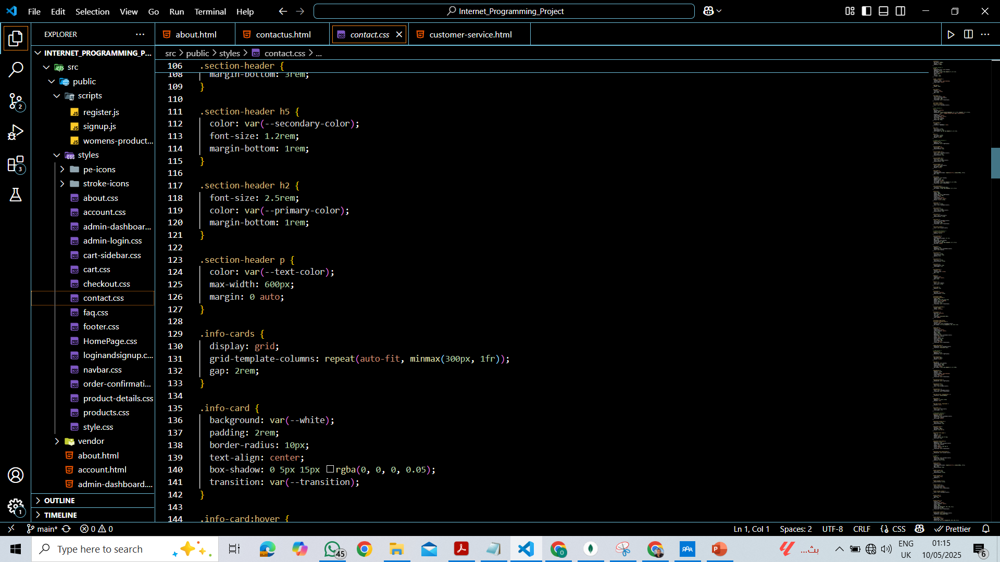 File Edit Selection View Go Run Terminal Help
Internet_Programming_Project
EXPLORER
about.html
contactus.html
contact.css
customer-service.html
INTERNET_PROGRAMMING_P...
src
public
scripts
register.js
signup.js
womens-product...
styles
pe-icons
stroke-icons
about.css
account.css
admin-dashboar...
admin-login.css
cart-sidebar.css
cart.css
checkout.css
contact.css
faq.css
footer.css
HomePage.css
loginandsignup.c...
navbar.css
order-confirmati...
product-details.css
products.css
style.css
vendor
about.html
account.html
admin-dashboard....
OUTLINE
TIMELINE
2
3
1
src > public > styles > contact.css > ...
106 .section-header {
108 margin-bottom: 3rem;
109 }
110
111 .section-header h5 {
112 color: var(--secondary-color);
113 font-size: 1.2rem;
114 margin-bottom: 1rem;
115 }
116
117 .section-header h2 {
118 font-size: 2.5rem;
119 color: var(--primary-color);
120 margin-bottom: 1rem;
121 }
122
123 .section-header p {
124 color: var(--text-color);
125 max-width: 600px;
126 margin: 0 auto;
127 }
128
129 .info-cards {
130 display: grid;
131 grid-template-columns: repeat(auto-fit, minmax(300px, 1fr));
132 gap: 2rem;
133 }
134
135 .info-card {
136 background: var(--white);
137 padding: 2rem;
138 border-radius: 10px;
139 text-align: center;
140 box-shadow: 0 5px 15px rgba(0, 0, 0, 0.05);
141 transition: var(--transition);
142 }
143
144 .info-card:hover {
main* 0 0
Ln 1, Col 1 Spaces: 2 UTF-8 CRLF CSS Prettier
Type here to search
45
بث...
ENG
UK
01:15
10/05/2025
6